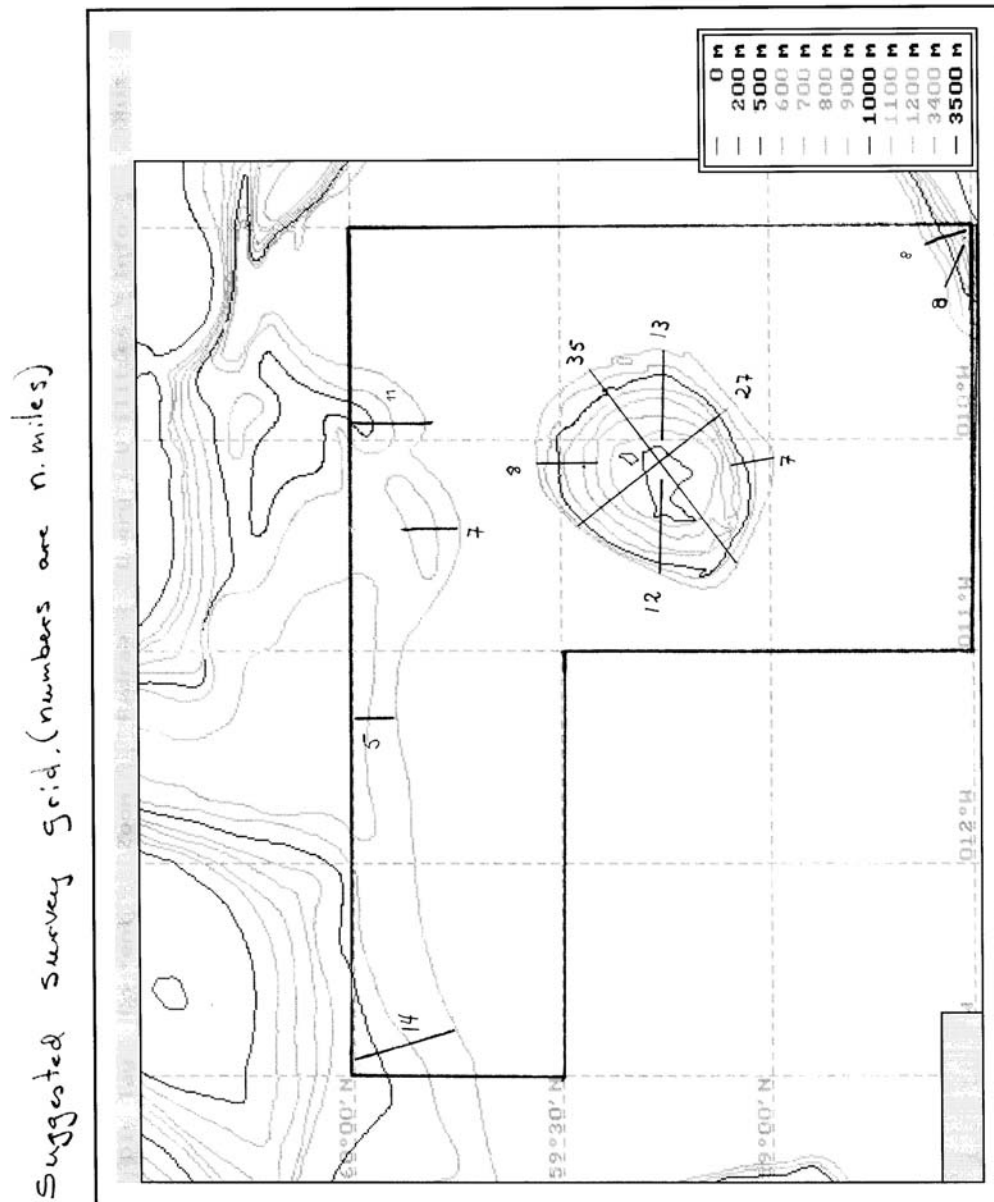 Suggested survey grid. (numbers are n.miles)
0 m
200 m
500 m
600 m
700 m
800 m
900 m
1000 m
1100 m
1200 m
3400 m
3500 m
60°00' N
59°30' N
59°00' N
010°W
011°W
012°W
14
5
7
11
8
35
13
27
7
12
8
8